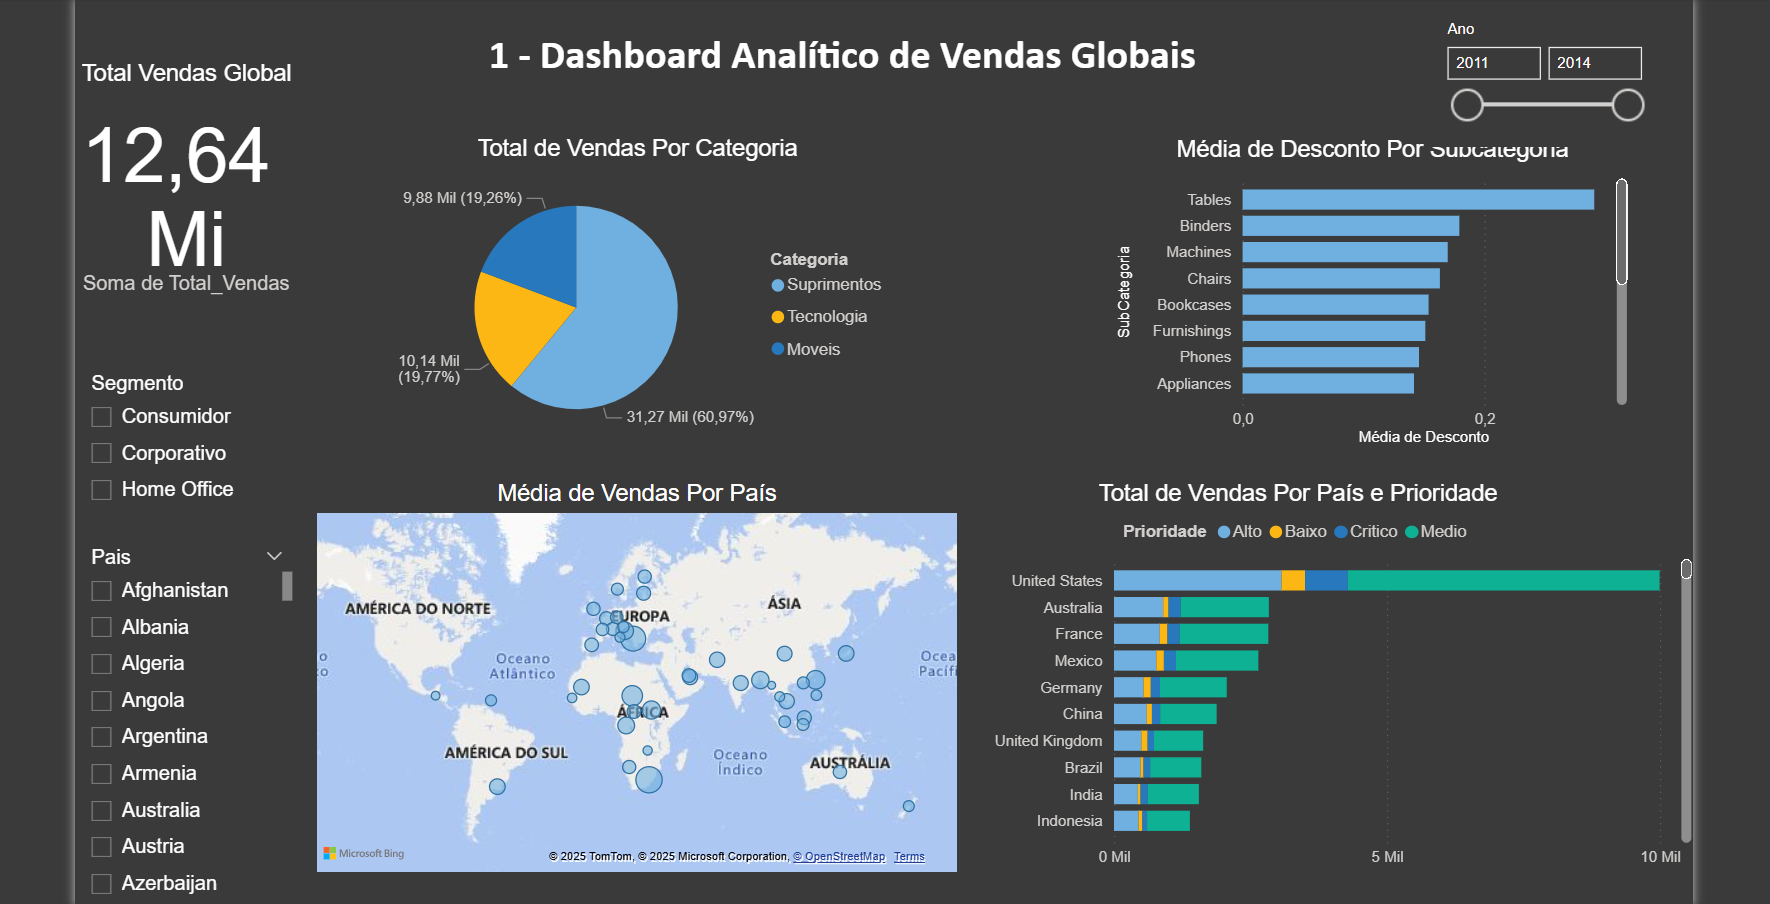 1 - Dashboard Analítico de Vendas Globais
Ano
2011
2014
Total Vendas Global
12,64
Mi
Soma de Total_Vendas
Segmento
Consumidor
Corporativo
Home Office
Pais
Afghanistan
Albania
Algeria
Angola
Argentina
Armenia
Australia
Austria
Azerbaijan
Total de Vendas Por Categoria
9,88 Mil (19,26%)
10,14 Mil
(19,77%)
31,27 Mil (60,97%)
Categoria
Suprimentos
Tecnologia
Moveis
Média de Desconto Por Subcategoria
SubCategoria
Tables
Binders
Machines
Chairs
Bookcases
Furnishings
Phones
Appliances
0,0
0,2
Média de Desconto
Média de Vendas Por País
AMÉRICA DO NORTE
EUROPA
ÁSIA
Oceano
Atlântico
o
co
Ocea
Pacífi
ÁFRICA
AMÉRICA DO SUL
Oceano
Índico
AUSTRÁLIA
Microsoft Bing
© 2025 TomTom, © 2025 Microsoft Corporation, © OpenStreetMap Terms
Total de Vendas Por País e Prioridade
Prioridade Alto Baixo Critico Medio
United States
Australia
France
Mexico
Germany
China
United Kingdom
Brazil
India
Indonesia
0 Mil
5 Mil
10 Mil